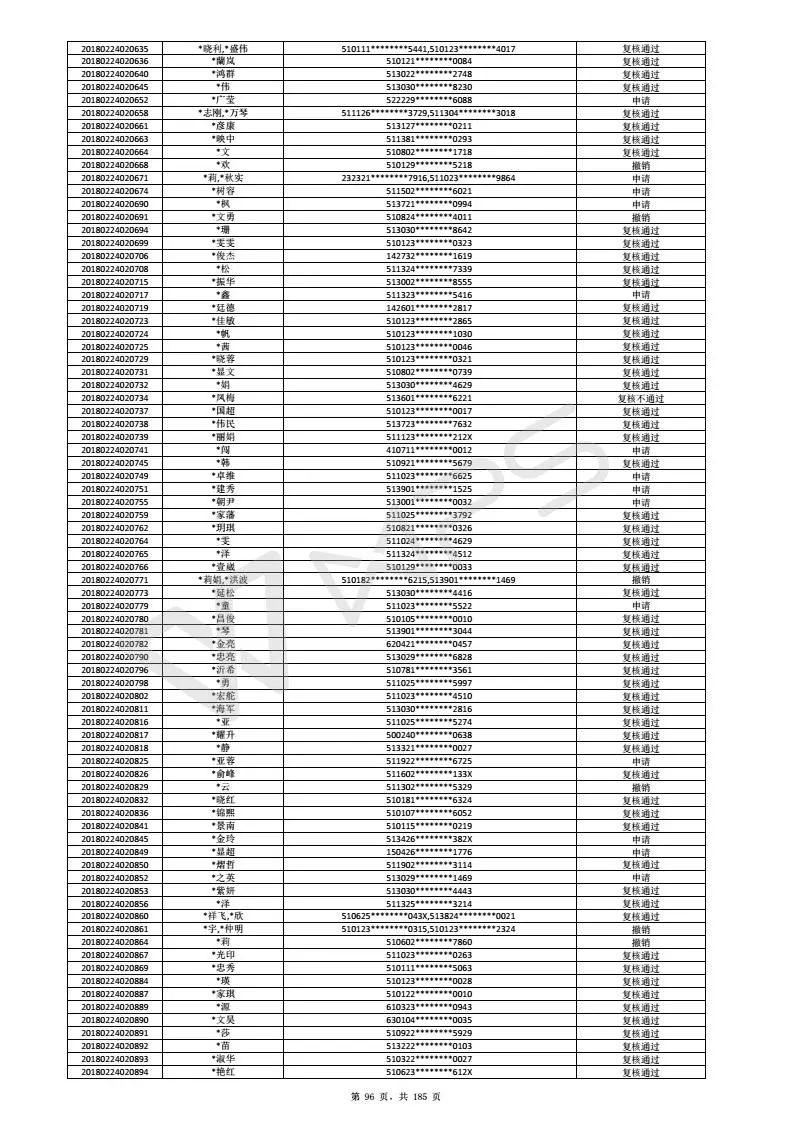 20180224020635 *晓利,*盛伟 510111********5441,510123********4017 复核通过
20180224020636 *蘭岚 510121********0084 复核通过
20180224020640 *鸿群 513022********2748 复核通过
20180224020645 *伟 513030********8230 复核通过
20180224020652 *广莹 522229********6088 申请
20180224020658 *志刚,*万琴 511126********3729,511304********3018 复核通过
20180224020661 *彦康 513127********0211 复核通过
20180224020663 *映中 511381********0293 复核通过
20180224020664 *文 510802********1718 复核通过
20180224020668 *欢 510129********5218 撤销
20180224020671 *莉,*秋实 232321********7916,511023********9864 申请
20180224020674 *树容 511502********6021 申请
20180224020690 *枫 513721********0994 申请
20180224020691 *文勇 510824********4011 撤销
20180224020694 *珊 513030********8642 复核通过
20180224020699 *雯雯 510123********0323 复核通过
20180224020706 *俊杰 142732********1619 复核通过
20180224020708 *松 511324********7339 复核通过
20180224020715 *振华 513002********8555 复核通过
20180224020717 *鑫 511323********5416 申请
20180224020719 *廷德 142601********2817 复核通过
20180224020723 *佳敏 510123********2865 复核通过
20180224020724 *帆 510123********1030 复核通过
20180224020725 *茜 510123********0046 复核通过
20180224020729 *晓蓉 510123********0321 复核通过
20180224020731 *显文 510802********0739 复核通过
20180224020732 *娟 513030********4629 复核通过
20180224020734 *凤梅 513601********6221 复核不通过
20180224020737 *国超 510123********0017 复核通过
20180224020738 *伟民 513723********7632 复核通过
20180224020739 *丽娟 511123********212X 复核通过
20180224020741 *闯 410711********0012 申请
20180224020745 *韩 510921********5679 复核通过
20180224020749 *卓维 511023********6625 申请
20180224020751 *建秀 513901********1525 申请
20180224020755 *朝尹 513001********0032 申请
20180224020759 *家藩 511025********3792 复核通过
20180224020762 *玥琪 510821********0326 复核通过
20180224020764 *雯 511024********4629 复核通过
20180224020765 *泽 511324********4512 复核通过
20180224020766 *壹崴 510129********0033 复核通过
20180224020771 *莉娟,*洪波 510182********6215,513901********1469 撤销
20180224020773 *延松 513030********4416 复核通过
20180224020779 *童 511023********5522 申请
20180224020780 *昌俊 510105********0010 复核通过
20180224020781 *琴 513901********3044 复核通过
20180224020782 *金亮 620421********0457 复核通过
20180224020790 *忠亮 513029********6828 复核通过
20180224020796 *沂希 510781********3561 复核通过
20180224020798 *勇 511025********5997 复核通过
20180224020802 *宏舵 511023********4510 复核通过
20180224020811 *海军 513030********2816 复核通过
20180224020816 *亚 511025********5274 复核通过
20180224020817 *耀升 500240********0638 复核通过
20180224020818 *静 513321********0027 复核通过
20180224020825 *亚蓉 511922********6725 申请
20180224020826 *俞峰 511602********133X 复核通过
20180224020829 *云 511302********5329 撤销
20180224020832 *晓红 510181********6324 复核通过
20180224020836 *锦熙 510107********6052 复核通过
20180224020841 *景南 510115********0219 复核通过
20180224020845 *金玲 513426********382X 申请
20180224020849 *显超 150426********1776 申请
20180224020850 *熠哲 511902********3114 复核通过
20180224020852 *之英 513029********1469 申请
20180224020853 *紫妍 513030********4443 复核通过
20180224020856 *泽 511325********3214 复核通过
20180224020860 *祥飞,*欣 510625********043X,513824********0021 复核通过
20180224020861 *宇,*仲明 510123********0315,510123********2324 撤销
20180224020864 *莉 510602********7860 撤销
20180224020867 *光印 511023********0263 复核通过
20180224020869 *忠秀 510111********5063 复核通过
20180224020884 *瑛 510123********0028 复核通过
20180224020887 *家琪 510122********0010 复核通过
20180224020889 *源 610323********0943 复核通过
20180224020890 *文昊 630104********0035 复核通过
20180224020891 *莎 510922********5929 复核通过
20180224020892 *苗 513222********0103 复核通过
20180224020893 *淑华 510322********0027 复核通过
20180224020894 *艳红 510623********612X 复核通过
第 96 页，共 185 页